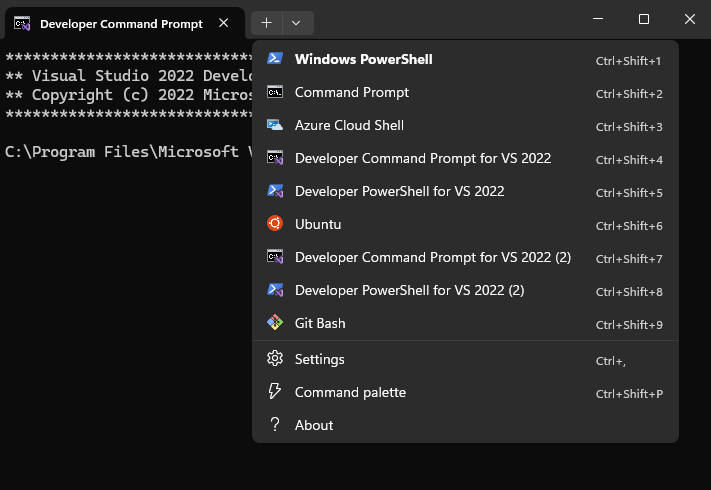 Developer Command Prompt
******************************
** Visual Studio 2022 Develo
** Copyright (c) 2022 Micros
******************************
C:\Program Files\Microsoft V
Windows PowerShell Ctrl+Shift+1
Command Prompt Ctrl+Shift+2
Azure Cloud Shell Ctrl+Shift+3
Developer Command Prompt for VS 2022 Ctrl+Shift+4
Developer PowerShell for VS 2022 Ctrl+Shift+5
Ubuntu Ctrl+Shift+6
Developer Command Prompt for VS 2022 (2) Ctrl+Shift+7
Developer PowerShell for VS 2022 (2) Ctrl+Shift+8
Git Bash Ctrl+Shift+9
Settings Ctrl+,
Command palette Ctrl+Shift+P
About